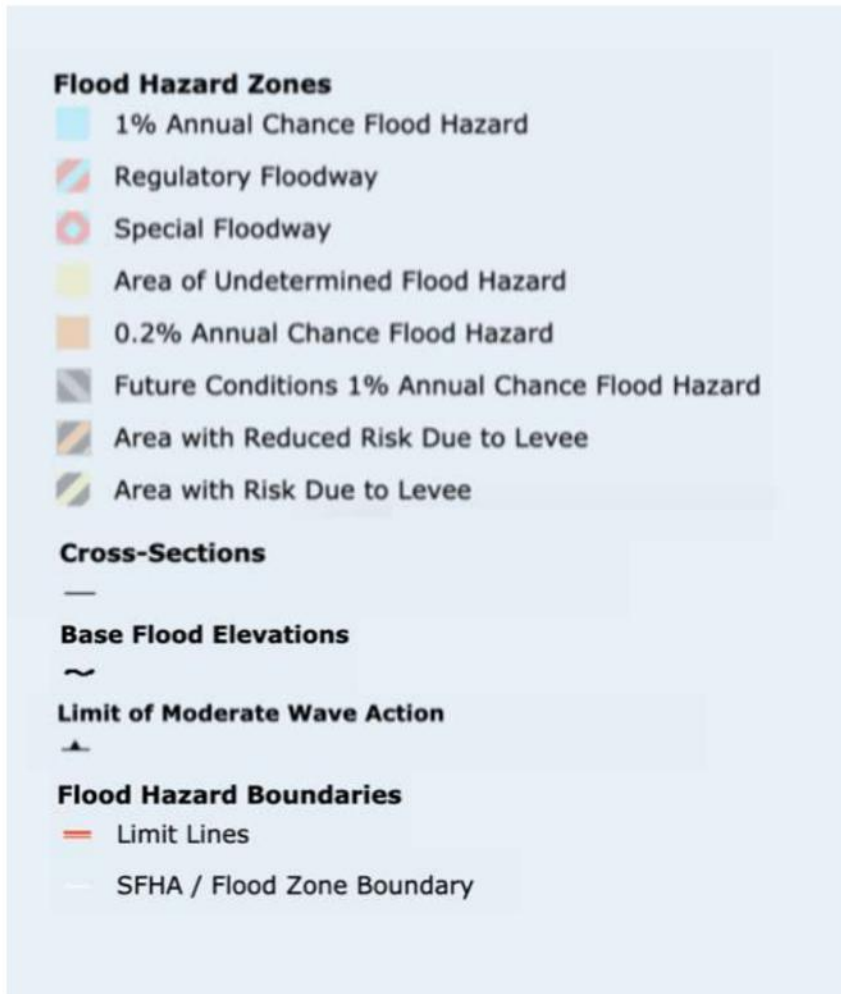 Flood Hazard Zones
1% Annual Chance Flood Hazard
Regulatory Floodway
Special Floodway
Area of Undetermined Flood Hazard
0.2% Annual Chance Flood Hazard
Future Conditions 1% Annual Chance Flood Hazard
Area with Reduced Risk Due to Levee
Area with Risk Due to Levee
Cross-Sections
Base Flood Elevations
Limit of Moderate Wave Action
Flood Hazard Boundaries
Limit Lines
SFHA / Flood Zone Boundary